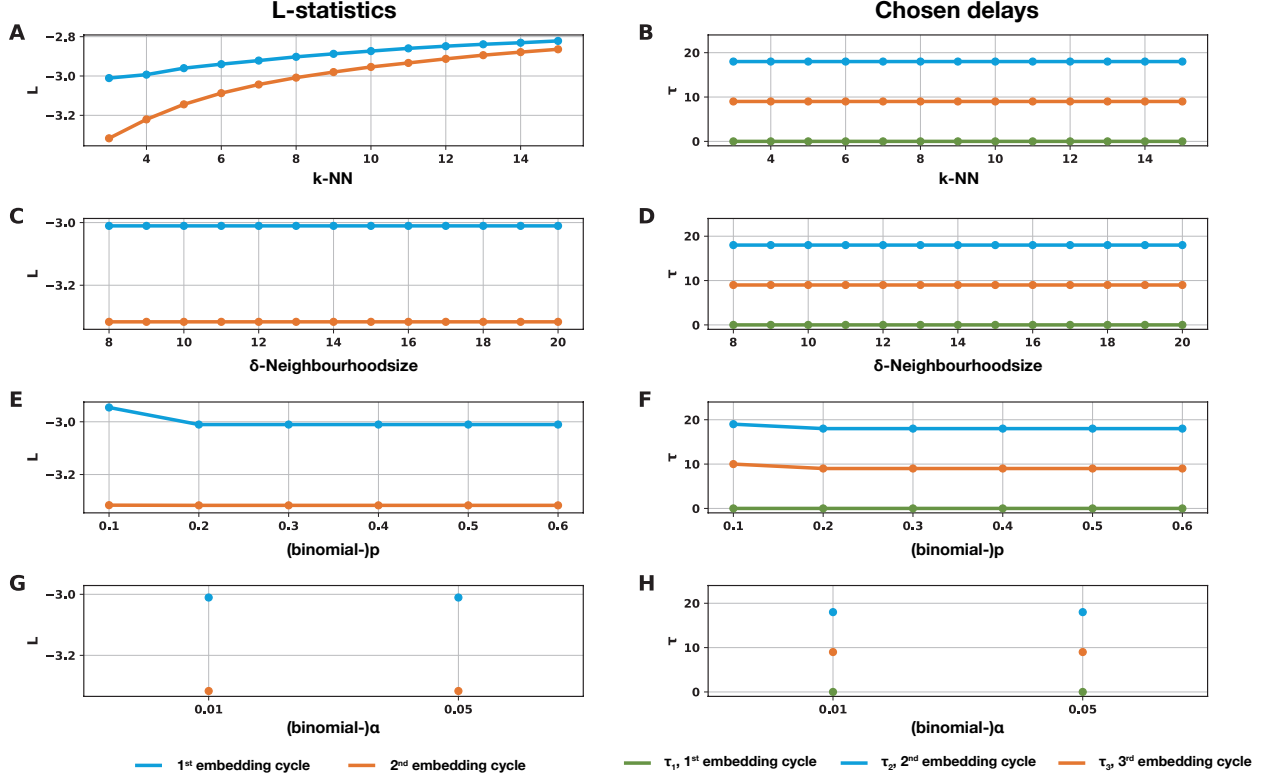 L-statistics
Chosen delays
A
−2.8
−3.0
−3.2
L
4 6 8 10 12 14
k-NN
B
20
10
0
τ
4 6 8 10 12 14
k-NN
C
−3.0
−3.2
L
8 10 12 14 16 18 20
δ-Neighbourhoodsize
D
20
10
0
τ
8 10 12 14 16 18 20
δ-Neighbourhoodsize
E
−3.0
−3.2
L
0.1 0.2 0.3 0.4 0.5 0.6
(binomial-)p
F
20
10
0
τ
0.1 0.2 0.3 0.4 0.5 0.6
(binomial-)p
G
−3.0
−3.2
L
0.01 0.05
(binomial-)α
H
20
10
0
τ
0.01 0.05
(binomial-)α
1st embedding cycle
2nd embedding cycle
τ1, 1st embedding cycle
τ2, 2nd embedding cycle
τ3, 3rd embedding cycle